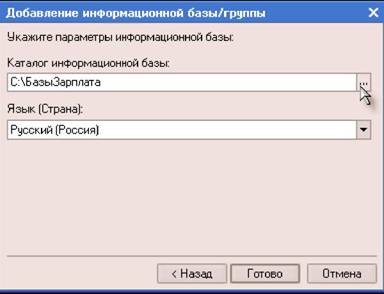 Добавление информационной базы/группы
Укажите параметры информационной базы:
Каталог информационной базы:
C:\БазыЗарплата
...
Язык (Страна):
Русский (Россия)
< Назад Готово Отмена